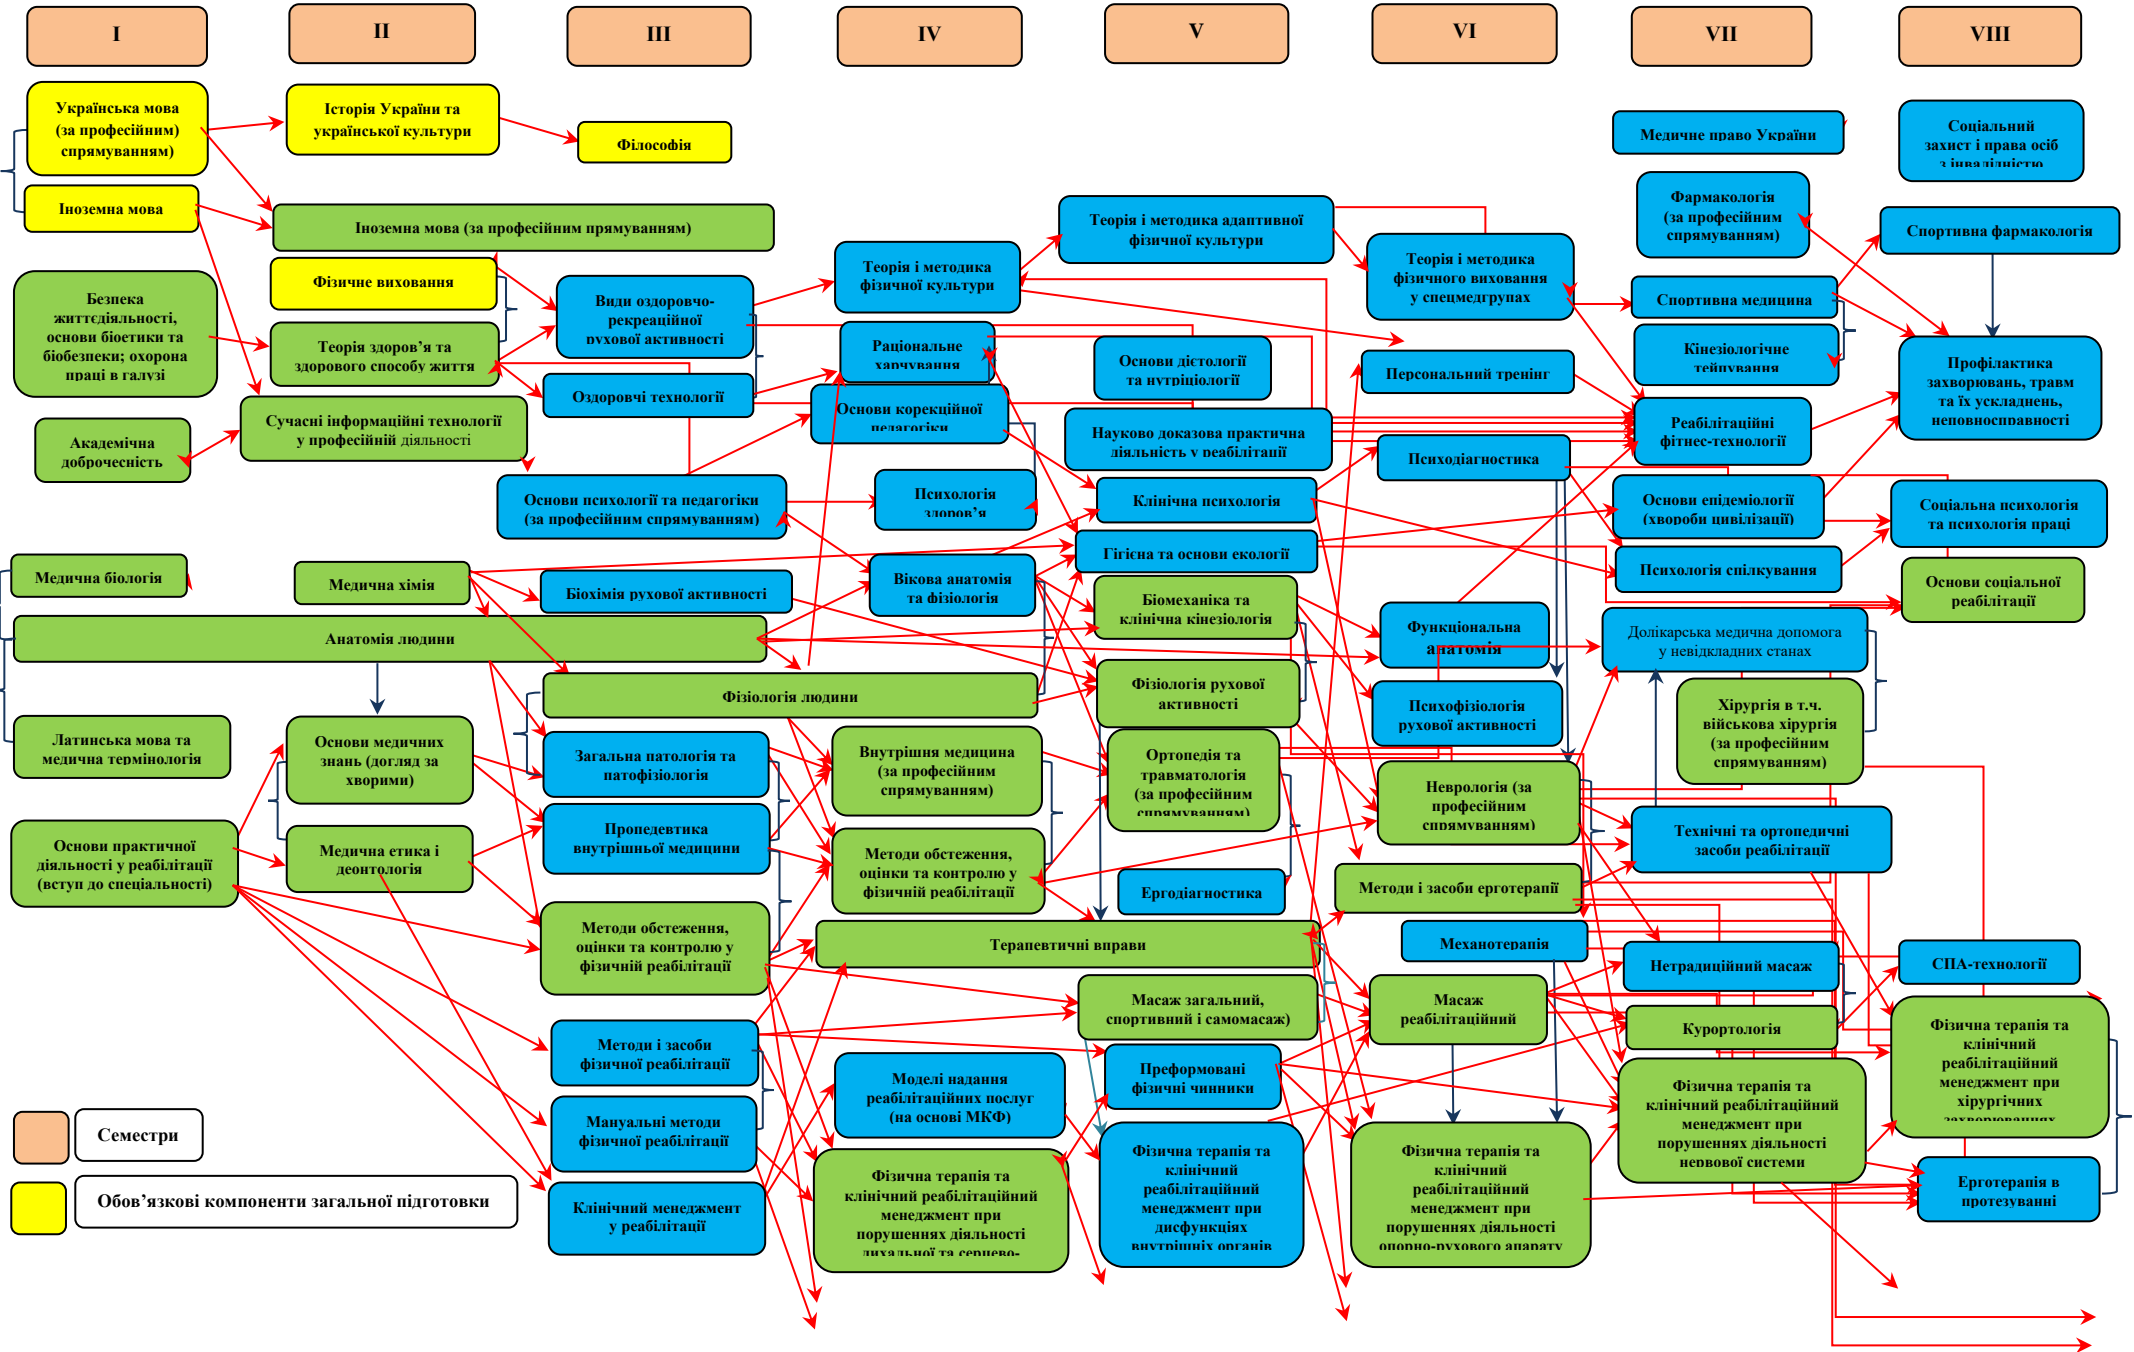 I
II
III
IV
V
VI
VII
VIII
Українська мова
(за професійним)
спрямуванням)
Іноземна мова
Безпека
життєдіяльності,
основи біоетики та
біобезпеки; охорона
праці в галузі
Академічна
доброчесність
Медична біологія
Анатомія людини
Латинська мова та
медична термінологія
Основи практичної
діяльності у реабілітації
(вступ до спеціальності)
Історія України та
української культури
Іноземна мова (за професійним прямуванням)
Фізичне виховання
Теорія здоров’я та
здорового способу життя
Сучасні інформаційні технології
у професійній діяльності
Медична хімія
Основи медичних
знань (догляд за
хворими)
Медична етика і
деонтологія
Філософія
Види оздоровчо-
рекреаційної
рухової активності
Оздоровчі технології
Основи психології та педагогіки
(за професійним спрямуванням)
Біохімія рухової активності
Фізіологія людини
Загальна патологія та
патофізіологія
Пропедевтика
внутрішньої медицини
Методи обстеження,
оцінки та контролю у
фізичній реабілітації
Методи і засоби
фізичної реабілітації
Мануальні методи
фізичної реабілітації
Клінічний менеджмент
у реабілітації
Теорія і методика
фізичної культури
Раціональне
харчування
Основи корекційної
педагогіки
Психологія
здоров’я
Вікова анатомія
та фізіологія
Внутрішня медицина
(за професійним
спрямуванням)
Методи обстеження,
оцінки та контролю у
фізичній реабілітації
Терапевтичні вправи
Моделі надання
реабілітаційних послуг
(на основі МКФ)
Фізична терапія та
клінічний реабілітаційний
менеджмент при
порушеннях діяльності
дихальної та серцево-
Теорія і методика адаптивної
фізичної культури
Основи дієтології
та нутріціології
Науково доказова практична
діяльність у реабілітації
Клінічна психологія
Гігієна та основи екології
Біомеханіка та
клінічна кінезіологія
Фізіологія рухової
активності
Ортопедія та
травматологія
(за професійним
спрямуванням)
Ергодіагностика
Масаж загальний,
спортивний і самомасаж)
Преформовані
фізичні чинники
Фізична терапія та
клінічний
реабілітаційний
менеджмент при
дисфункціях
внутрішніх органів
Теорія і методика
фізичного виховання
у спецмедгрупах
Персональний тренінг
Психодіагностика
Функціональна
анатомія
Психофізіологія
рухової активності
Неврологія (за
професійним
спрямуванням)
Методи і засоби ерготерапії
Механотерапія
Масаж
реабілітаційний
Фізична терапія та
клінічний
реабілітаційний
менеджмент при
порушеннях діяльності
опорно-рухового апарату
Медичне право України
Фармакологія
(за професійним
спрямуванням)
Спортивна медицина
Кінезіологічне
тейпування
Реабілітаційні
фітнес-технології
Основи епідеміології
(хвороби цивілізації)
Психологія спілкування
Долікарська медична допомога
у невідкладних станах
Хірургія в т.ч.
військова хірургія
(за професійним
спрямуванням)
Технічні та ортопедичні
засоби реабілітації
Нетрадиційний масаж
Курортологія
Фізична терапія та
клінічний реабілітаційний
менеджмент при
порушеннях діяльності
нервової системи
Соціальний
захист і права осіб
з інвалідністю
Спортивна фармакологія
Профілактика
захворювань, травм
та їх ускладнень,
неповносправності
Соціальна психологія
та психологія праці
Основи соціальної
реабілітації
СПА-технології
Фізична терапія та
клінічний
реабілітаційний
менеджмент при
хірургічних
захворюваннях
Ерготерапія в
протезуванні
Семестри
Обов’язкові компоненти загальної підготовки